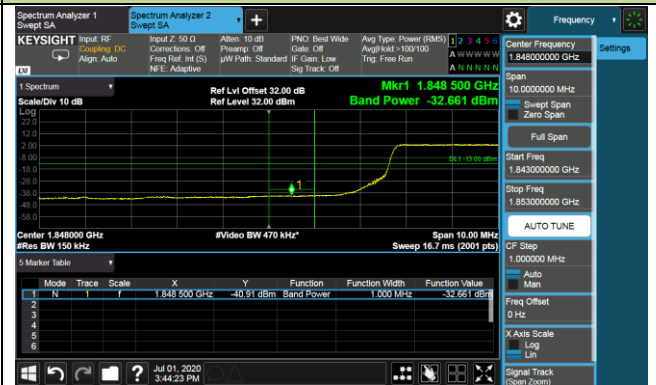 Spectrum Analyzer 1
Swept SA
Spectrum Analyzer 2
Swept SA
+
Frequency
KEYSIGHT
Input: RF
Coupling: DC
Align: Auto
Input Z: 50 Ω
Corrections: Off
Freq Ref: Int (S)
NFE: Adaptive
Atten: 10 dB
Preamp: Off
µW Path: Standard
PNO: Best Wide
Gate: Off
IF Gain: Low
Sig Track: Off
Avg Type: Power (RMS)
Avg|Hold:>100/100
Trig: Free Run
1 2 3 4 5 6
A W W W W W
A N N N N N
LXI
1 Spectrum
Scale/Div 10 dB
Ref Lvl Offset 32.00 dB
Ref Level 32.00 dBm
Mkr1 1.848 500 GHz
Band Power -32.661 dBm
Log
22.0
12.0
2.00
-8.00
-18.0
-28.0
-38.0
-48.0
-58.0
DL1 -13.00 dBm
1
Center 1.848000 GHz
#Res BW 150 kHz
#Video BW 470 kHz*
Span 10.00 MHz
Sweep 16.7 ms (2001 pts)
5 Marker Table
Mode Trace Scale X Y Function Function Width Function Value
1 N 1 f 1.848 500 GHz -40.91 dBm Band Power 1.000 MHz -32.661 dBm
2
3
4
5
6
Jul 01, 2020
3:44:23 PM
Settings
Center Frequency
1.848000000 GHz
Span
10.0000000 MHz
Swept Span
Zero Span
Full Span
Start Freq
1.843000000 GHz
Stop Freq
1.853000000 GHz
AUTO TUNE
CF Step
1.000000 MHz
Auto
Man
Freq Offset
0 Hz
X Axis Scale
Log
Lin
Signal Track
(Span Zoom)